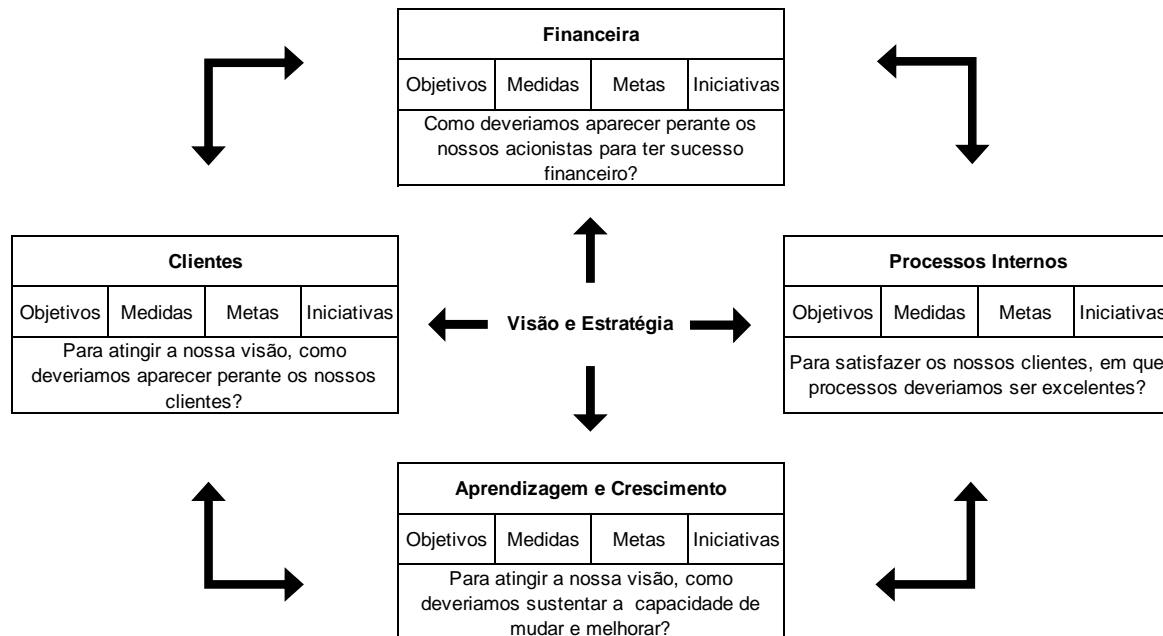 Financeira
Objetivos Medidas Metas Iniciativas
Como deveriamos aparecer perante os
nossos acionistas para ter sucesso
financeiro?
Clientes
Objetivos Medidas Metas Iniciativas
Para atingir a nossa visão, como
deveriamos aparecer perante os nossos
clientes?
Visão e Estratégia
Processos Internos
Objetivos Medidas Metas Iniciativas
Para satisfazer os nossos clientes, em que
processos deveriamos ser excelentes?
Aprendizagem e Crescimento
Objetivos Medidas Metas Iniciativas
Para atingir a nossa visão, como
deveriamos sustentar a capacidade de
mudar e melhorar?